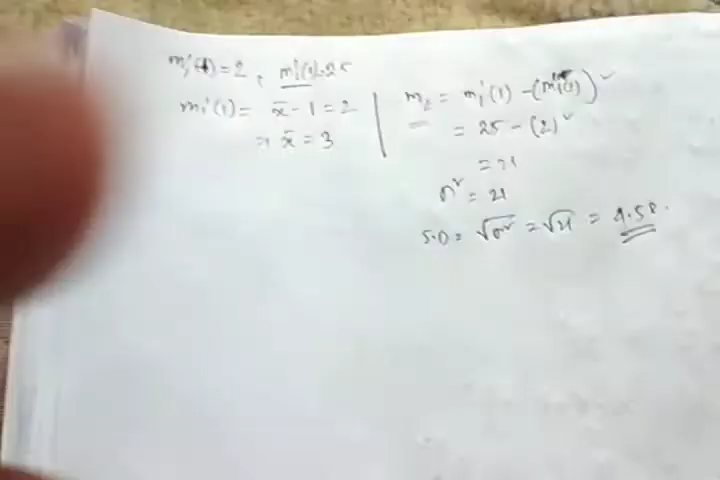 m₁'(1) = 2, m₂'(1) = 25
m₁'(1) = x̄ - 1 = 2
⇒ x̄ = 3
m₂ = m₂'(1) - (m₁'(1))²
= 25 - (2)²
= 21
σ² = 21
S.D = √σ² = √21 = 4.58.